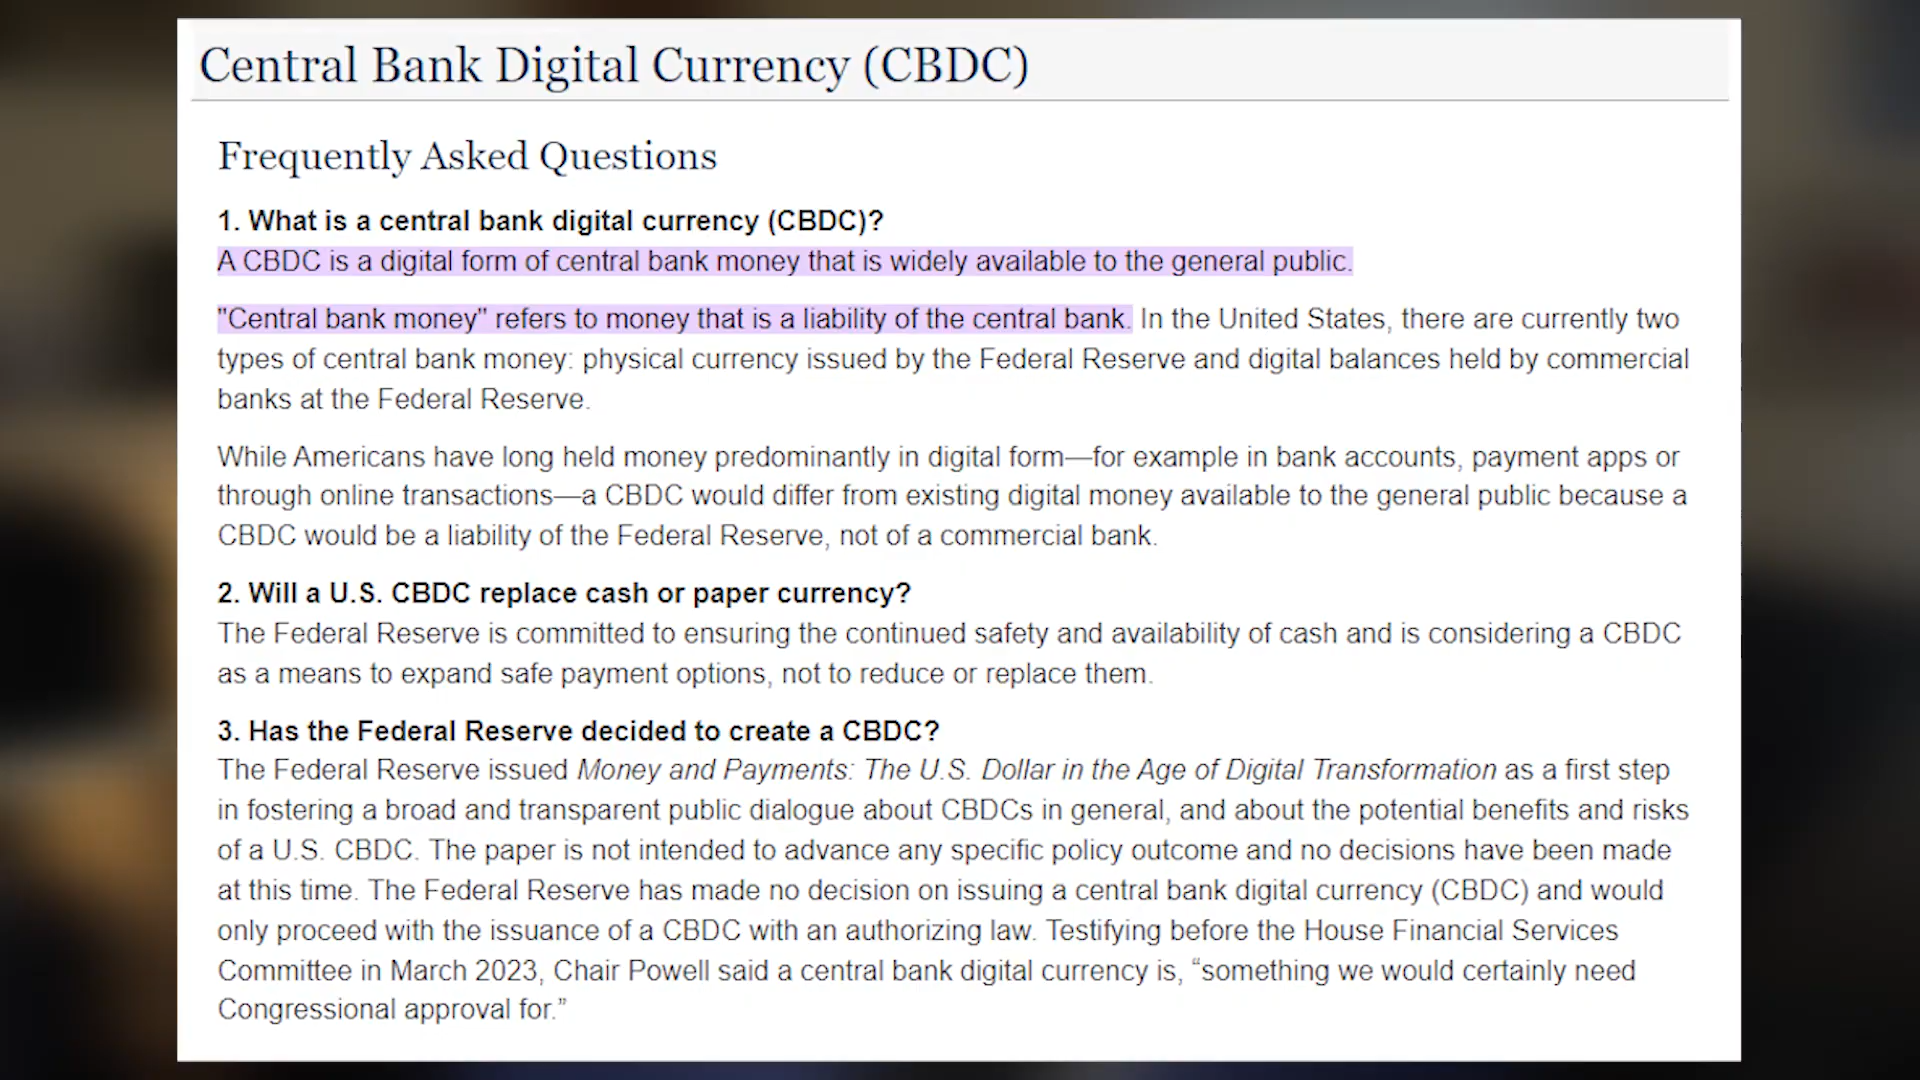 Central Bank Digital Currency (CBDC)
Frequently Asked Questions
1. What is a central bank digital currency (CBDC)?
A CBDC is a digital form of central bank money that is widely available to the general public.
"Central bank money" refers to money that is a liability of the central bank. In the United States, there are currently two
types of central bank money: physical currency issued by the Federal Reserve and digital balances held by commercial
banks at the Federal Reserve.
While Americans have long held money predominantly in digital form—for example in bank accounts, payment apps or
through online transactions—a CBDC would differ from existing digital money available to the general public because a
CBDC would be a liability of the Federal Reserve, not of a commercial bank.
2. Will a U.S. CBDC replace cash or paper currency?
The Federal Reserve is committed to ensuring the continued safety and availability of cash and is considering a CBDC
as a means to expand safe payment options, not to reduce or replace them.
3. Has the Federal Reserve decided to create a CBDC?
The Federal Reserve issued Money and Payments: The U.S. Dollar in the Age of Digital Transformation as a first step
in fostering a broad and transparent public dialogue about CBDCs in general, and about the potential benefits and risks
of a U.S. CBDC. The paper is not intended to advance any specific policy outcome and no decisions have been made
at this time. The Federal Reserve has made no decision on issuing a central bank digital currency (CBDC) and would
only proceed with the issuance of a CBDC with an authorizing law. Testifying before the House Financial Services
Committee in March 2023, Chair Powell said a central bank digital currency is, “something we would certainly need
Congressional approval for.”